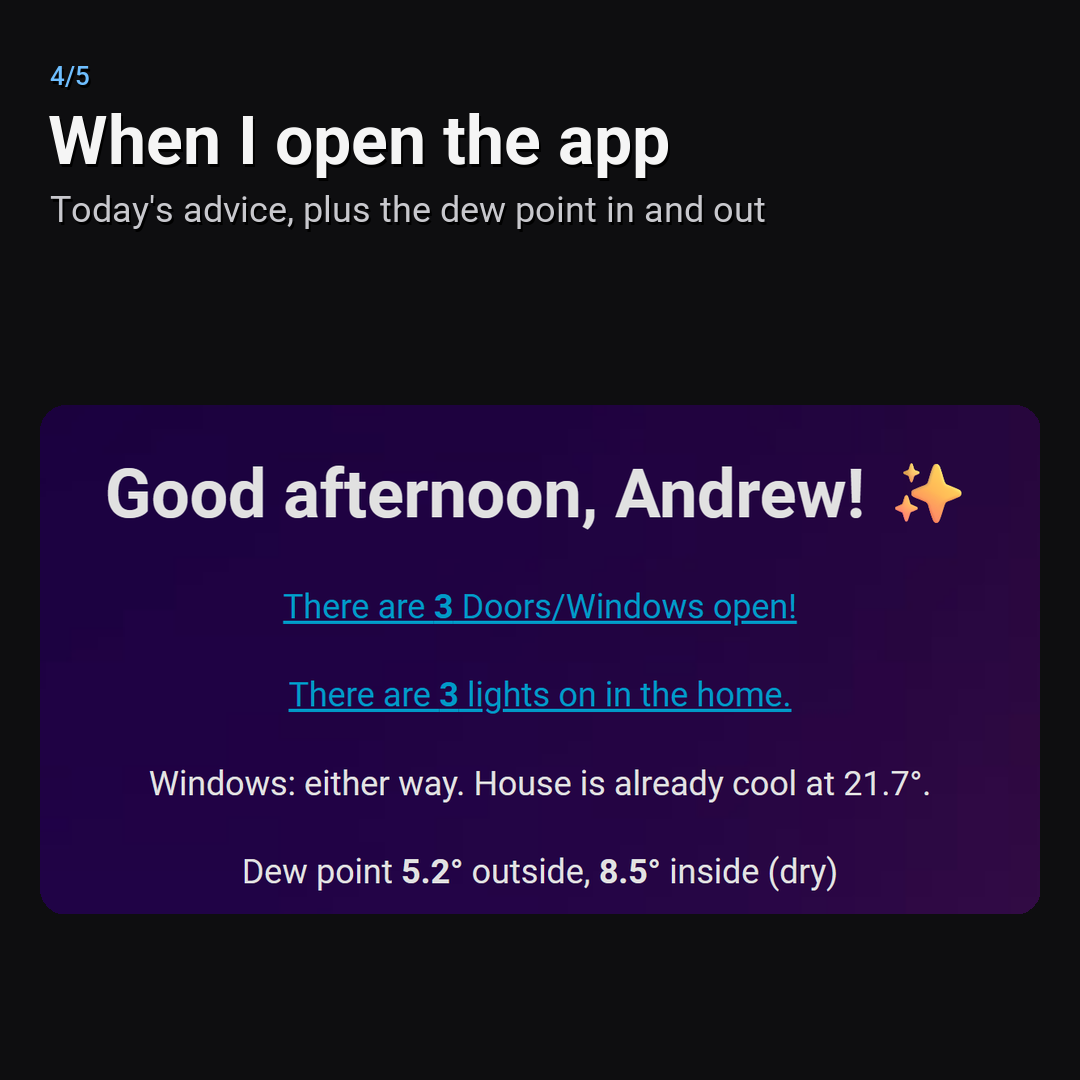 4/5
When I open the app
Today's advice, plus the dew point in and out
Good afternoon, Andrew! ✨
There are 3 Doors/Windows open!
There are 3 lights on in the home.
Windows: either way. House is already cool at 21.7°.
Dew point 5.2° outside, 8.5° inside (dry)